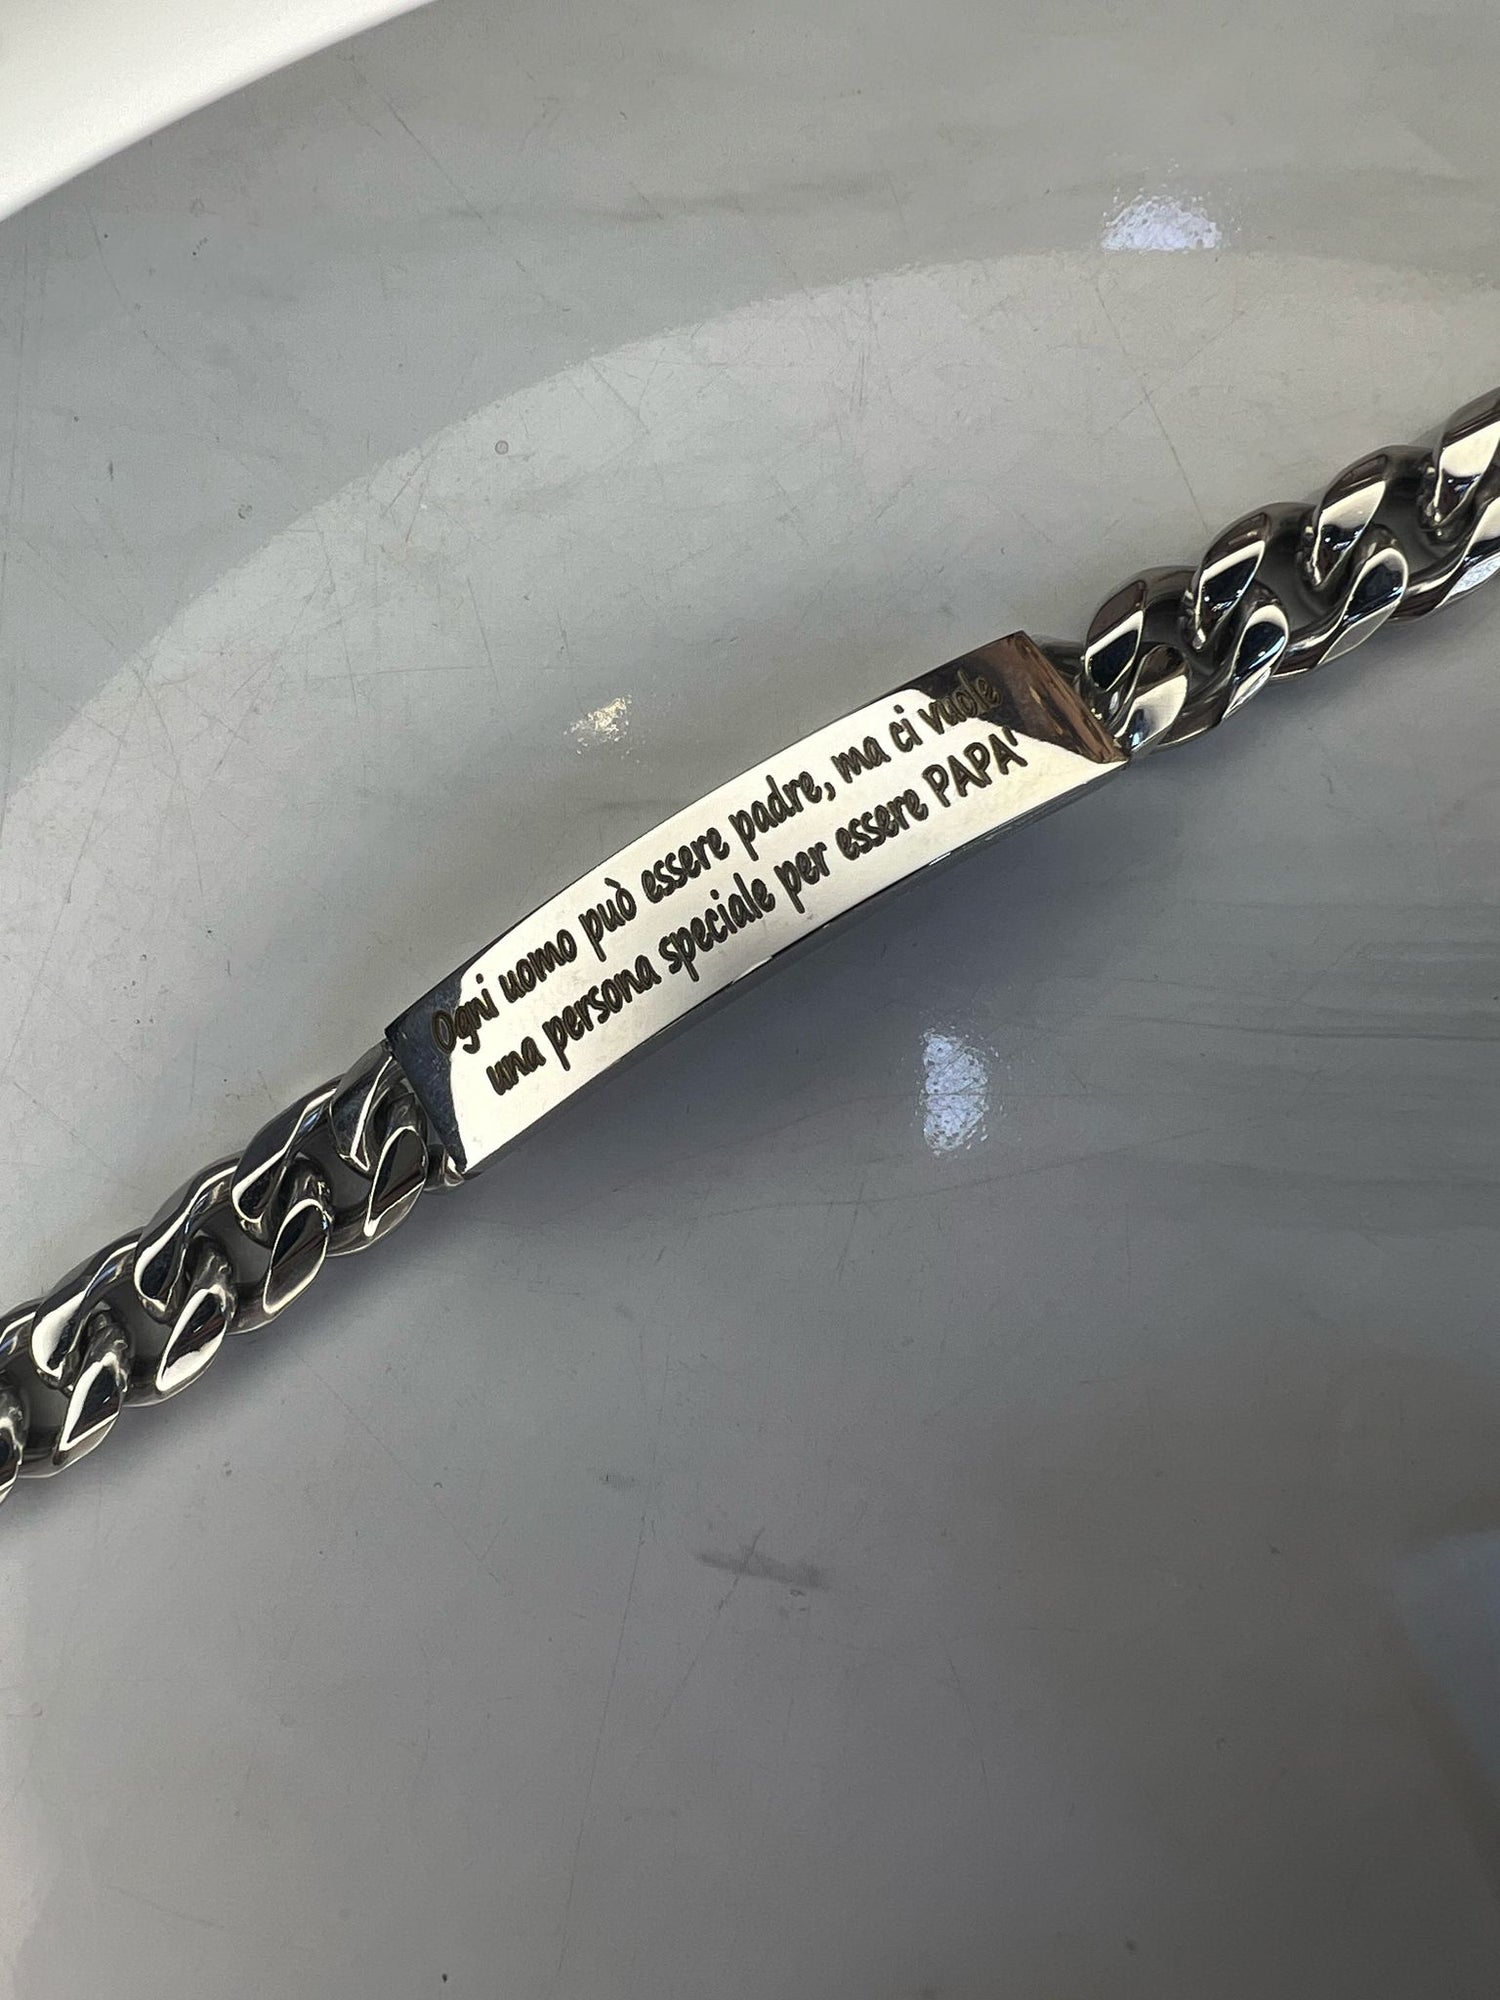 Ogni uomo può essere padre, ma ci vuole
una persona speciale per essere PAPA'